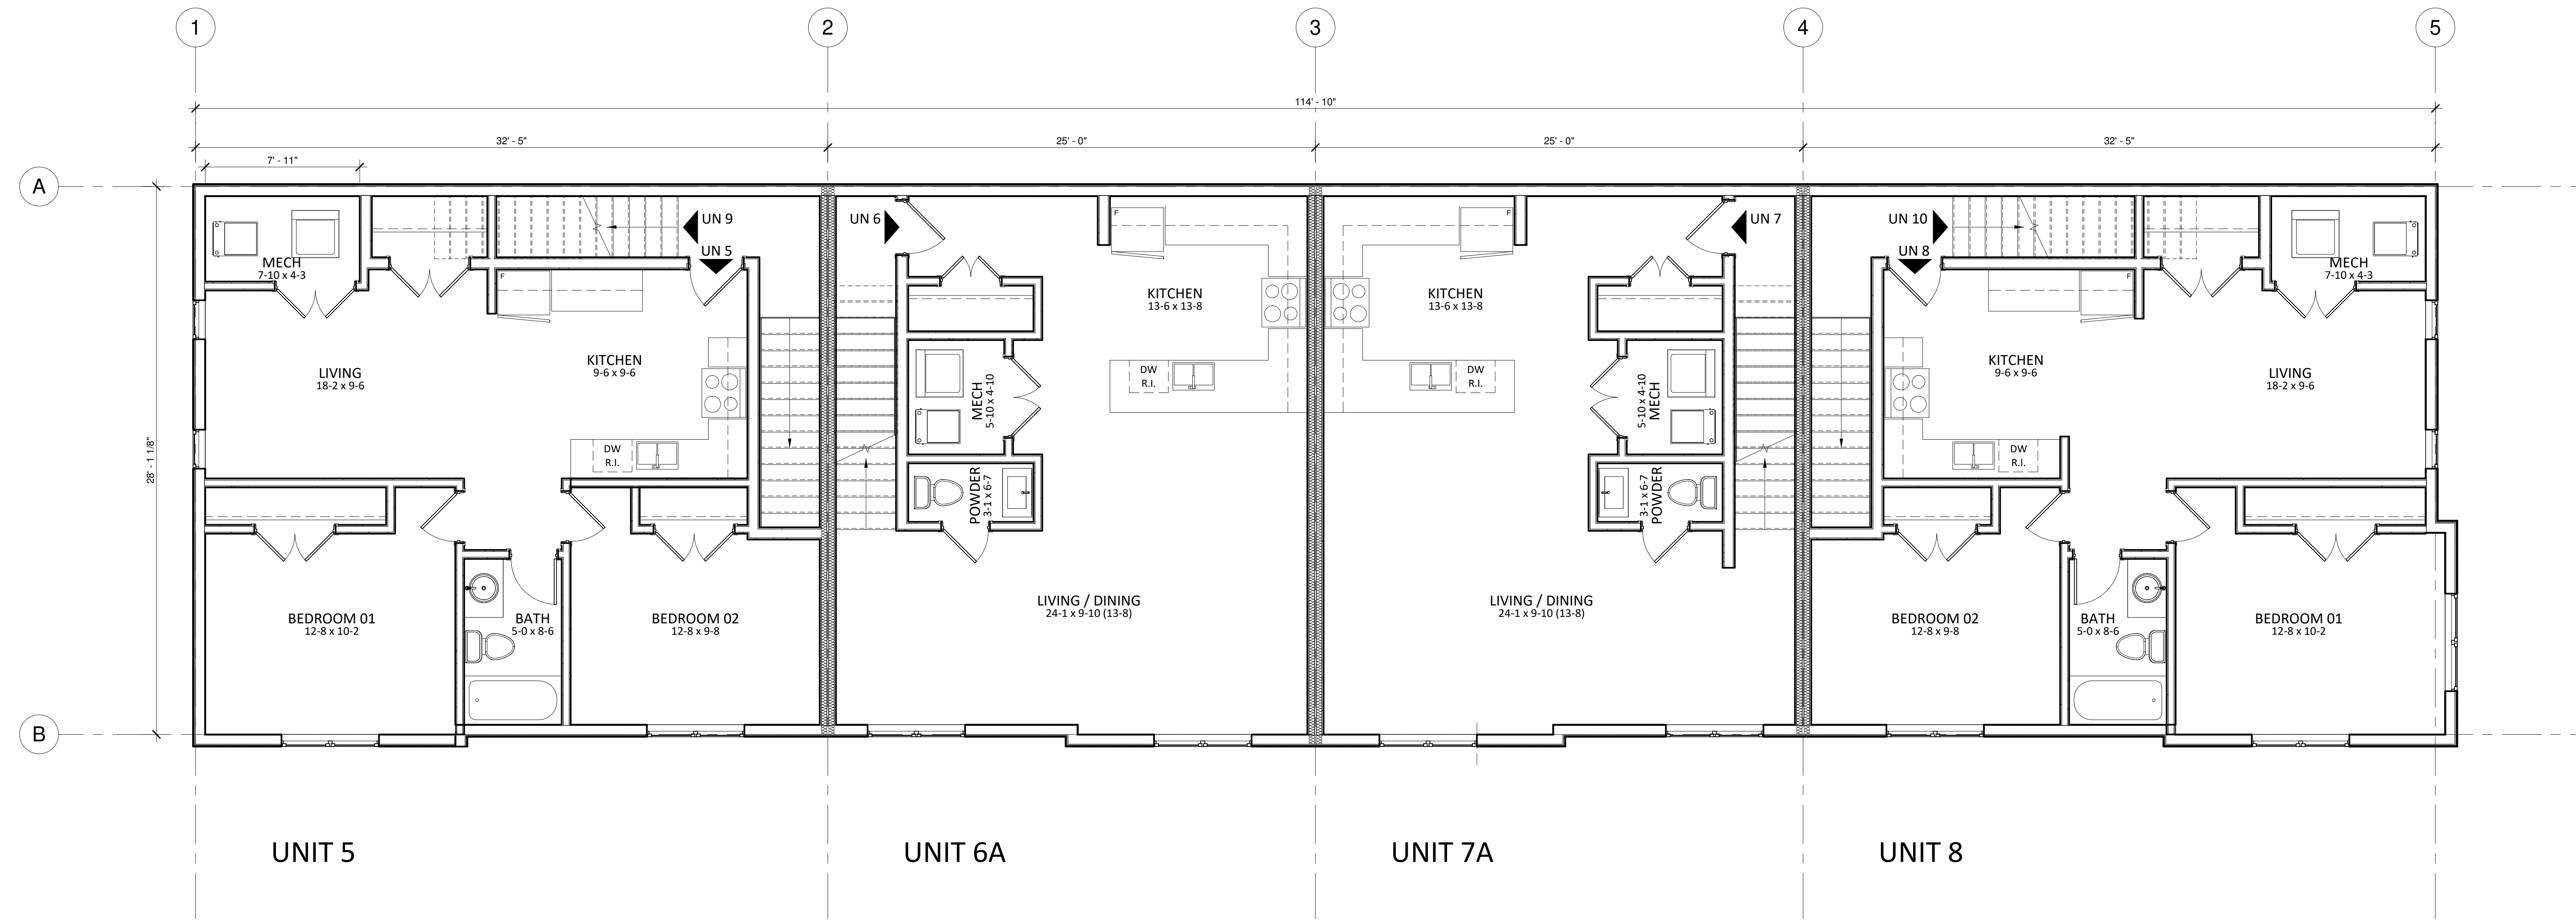 1
2
3
4
5
114' - 10"
32' - 5"
25' - 0"
25' - 0"
32' - 5"
7' - 11"
A
28' - 1 1/8"
B
MECH
7-10 x 4-3
UN 9
UN 5
F
LIVING
18-2 x 9-6
KITCHEN
9-6 x 9-6
DW
R.I.
BEDROOM 01
12-8 x 10-2
BATH
5-0 x 8-6
BEDROOM 02
12-8 x 9-8
UN 6
F
KITCHEN
13-6 x 13-8
DW
R.I.
MECH
5-10 x 4-10
POWDER
3-1 x 6-7
LIVING / DINING
24-1 x 9-10 (13-8)
F
UN 7
KITCHEN
13-6 x 13-8
DW
R.I.
5-10 x 4-10
MECH
3-1 x 6-7
POWDER
LIVING / DINING
24-1 x 9-10 (13-8)
UN 10
UN 8
F
MECH
7-10 x 4-3
KITCHEN
9-6 x 9-6
LIVING
18-2 x 9-6
DW
R.I.
BEDROOM 02
12-8 x 9-8
BATH
5-0 x 8-6
BEDROOM 01
12-8 x 10-2
UNIT 5
UNIT 6A
UNIT 7A
UNIT 8